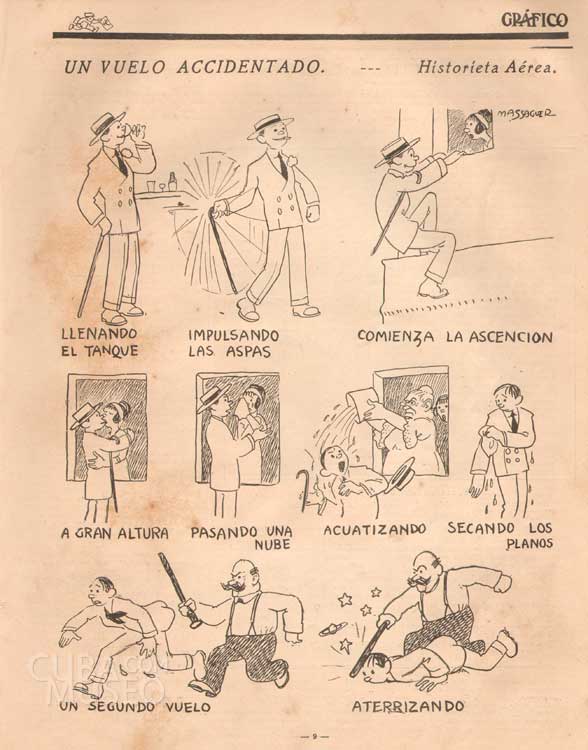 GRÁFICO
UN VUELO ACCIDENTADO. --- Historieta Aérea.
MASSAGUER
LLENANDO
EL TANQUE
IMPULSANDO
LAS ASPAS
COMIENZA LA ASCENCION
A GRAN ALTURA
PASANDO UNA
NUBE
ACUATIZANDO
SECANDO LOS
PLANOS
UN SEGUNDO VUELO
ATERRIZANDO
CUBA
MUSEO
— 9 —